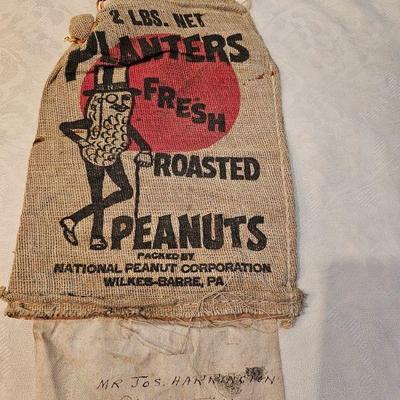 2 LBS. NET
PLANTERS
FRESH
ROASTED
PEANUTS
PACKED BY
NATIONAL PEANUT CORPORATION
WILKES-BARRE, PA
MR JOS. HARRINGTON